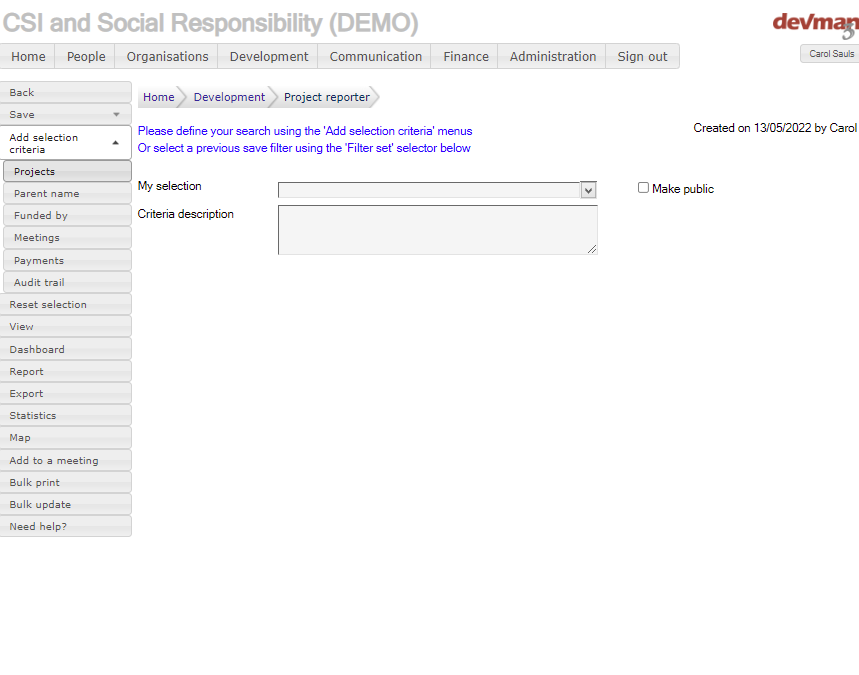 CSI and Social Responsibility (DEMO)
devman
3
Home People Organisations Development Communication Finance Administration Sign out
Carol Sauls
Back
Save
Add selection
criteria
Projects
Parent name
Funded by
Meetings
Payments
Audit trail
Reset selection
View
Dashboard
Report
Export
Statistics
Map
Add to a meeting
Bulk print
Bulk update
Need help?
Home Development Project reporter
Please define your search using the 'Add selection criteria' menus
Or select a previous save filter using the 'Filter set' selector below
Created on 13/05/2022 by Carol
My selection
Make public
Criteria description